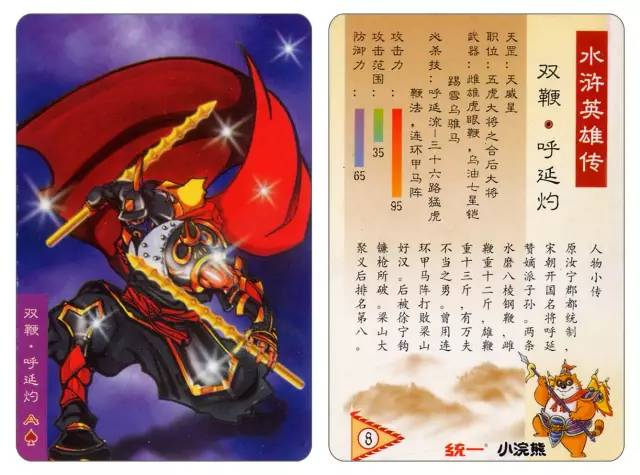 双鞭·呼延灼
A
水浒英雄传
双鞭·呼延灼
天罡：天威星
职位：五虎大将之合后大将
武器：雌雄虎眼鞭，乌油七星铠
踢雪乌骓马
必杀技：呼延凉—三十六路猛虎
鞭法，连环甲马阵
攻击力：
95
攻击范围：
35
防御力：
65
人物小传
原汝宁郡都统制，
宋朝开国名将呼延
赞嫡派子孙。两条
水磨八棱钢鞭，雌
鞭重十二斤，雄鞭
重十三斤，有万夫
不当之勇。曾用连
环甲马阵打败梁山
好汉。后被徐宁钩
镰枪所破。梁山大
聚义后排名第八。
8
统一 小浣熊